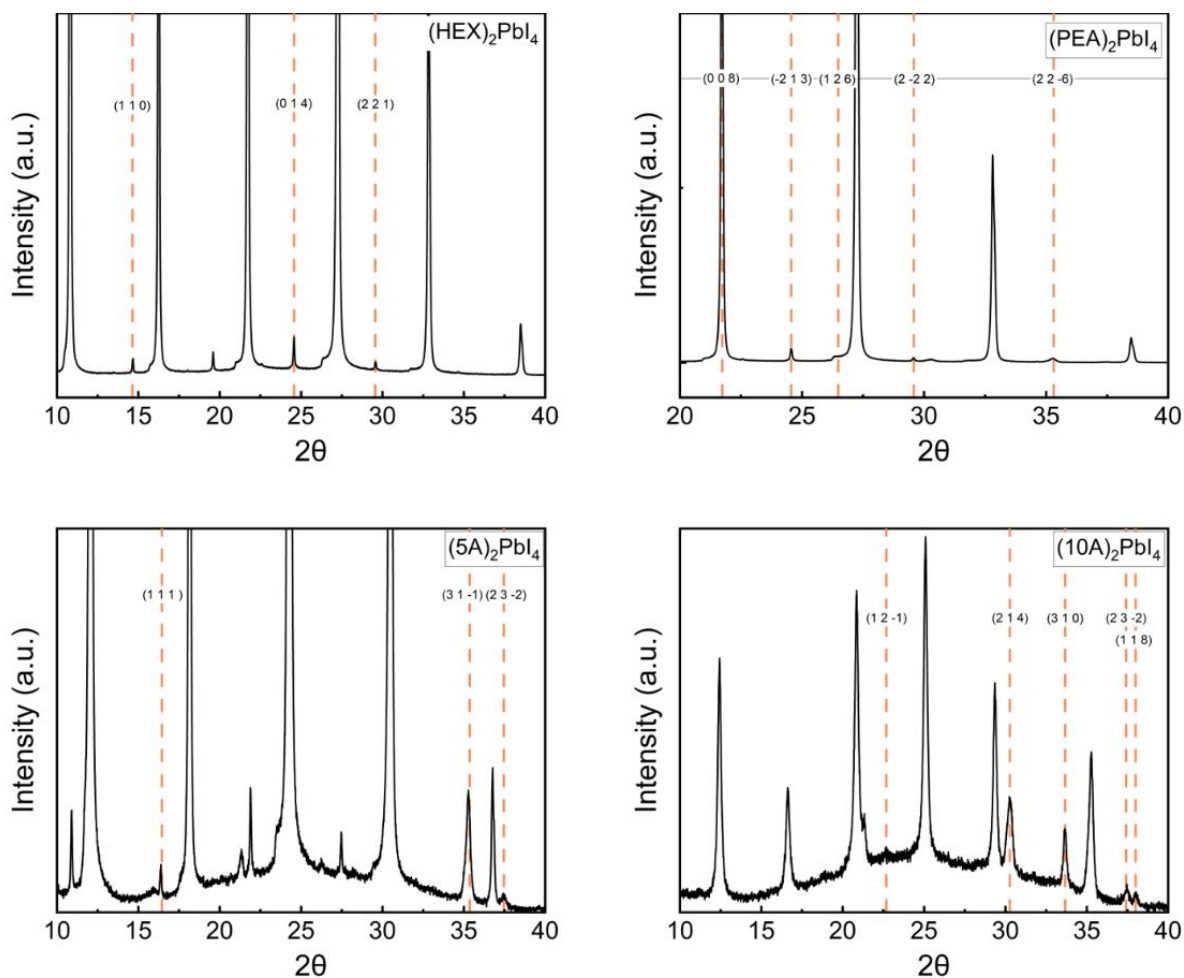 (HEX)₂PbI₄
(1 1 0)
(0 1 4)
(2 2 1)
Intensity (a.u.)
10 15 20 25 30 35 40
2θ
(PEA)₂PbI₄
(0 0 8)
(-2 1 3)
(1 2 6)
(2 -2 2)
(2 2 -6)
Intensity (a.u.)
20 25 30 35 40
2θ
(5A)₂PbI₄
(1 1 1 )
(3 1 -1)
(2 3 -2)
Intensity (a.u.)
10 15 20 25 30 35 40
2θ
(10A)₂PbI₄
(1 2 -1)
(2 1 4)
(3 1 0)
(2 3 -2)
(1 1 8)
Intensity (a.u.)
10 15 20 25 30 35 40
2θ